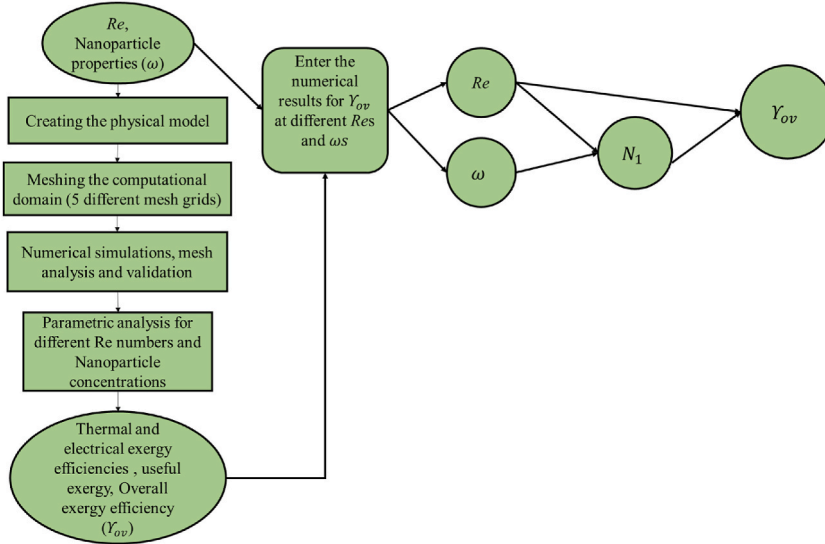 Re,
Nanoparticle
properties (ω)
Creating the physical model
Meshing the computational
domain (5 different mesh grids)
Numerical simulations, mesh
analysis and validation
Parametric analysis for
different Re numbers and
Nanoparticle
concentrations
Thermal and
electrical exergy
efficiencies , useful
exergy, Overall
exergy efficiency
(ϒov)
Enter the
numerical
results for ϒov
at different Res
and ωs
Re
ω
N1
ϒov